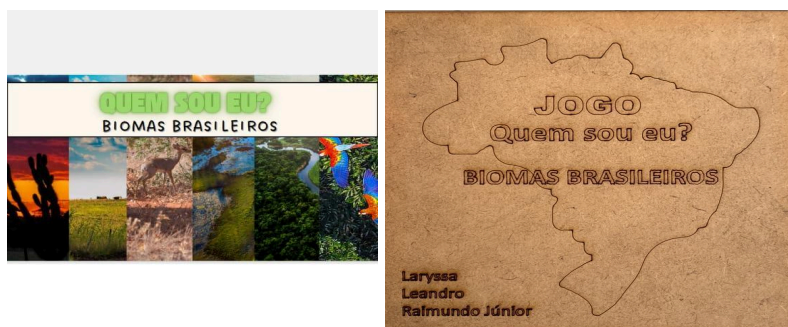 QUEM SOU EU?
BIOMAS BRASILEIROS
JOGO
Quem sou eu?
BIOMAS BRASILEIROS
Laryssa
Leandro
Raimundo Júnior